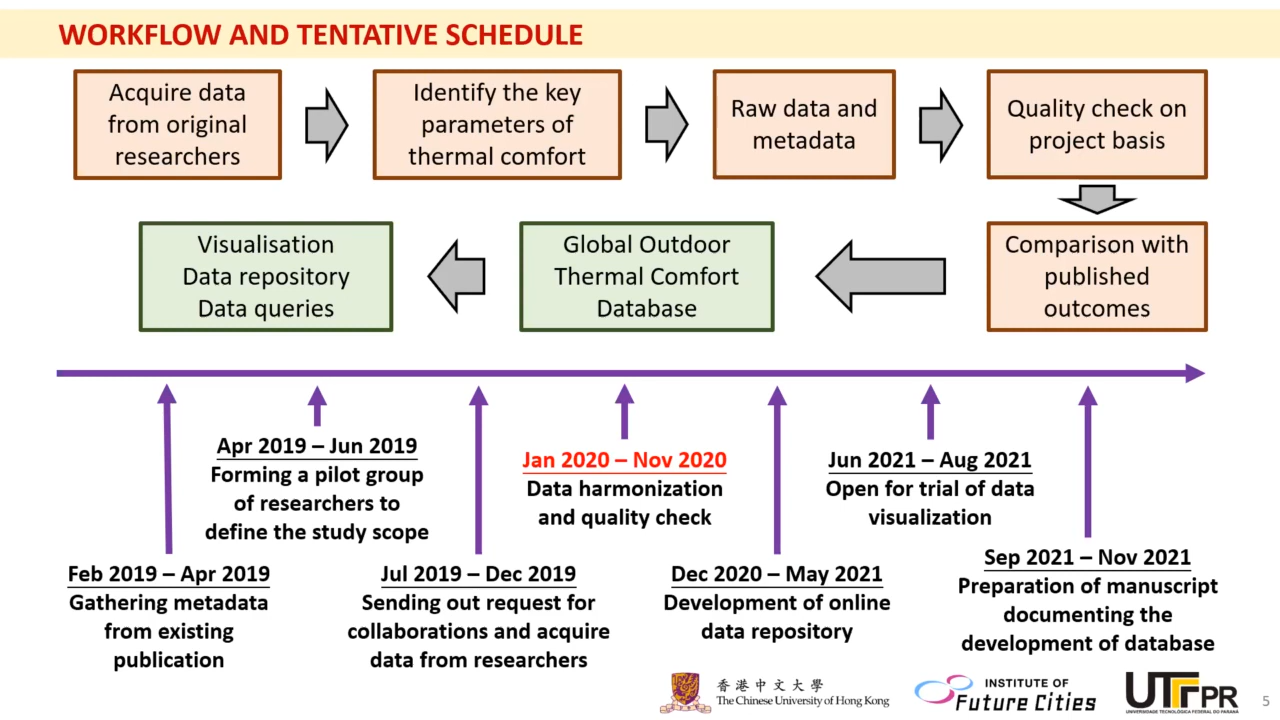 WORKFLOW AND TENTATIVE SCHEDULE
Acquire data
from original
researchers
Identify the key
parameters of
thermal comfort
Raw data and
metadata
Quality check on
project basis
Comparison with
published
outcomes
Global Outdoor
Thermal Comfort
Database
Visualisation
Data repository
Data queries
Feb 2019 – Apr 2019
Gathering metadata
from existing
publication
Apr 2019 – Jun 2019
Forming a pilot group
of researchers to
define the study scope
Jul 2019 – Dec 2019
Sending out request for
collaborations and acquire
data from researchers
Jan 2020 – Nov 2020
Data harmonization
and quality check
Dec 2020 – May 2021
Development of online
data repository
Jun 2021 – Aug 2021
Open for trial of data
visualization
Sep 2021 – Nov 2021
Preparation of manuscript
documenting the
development of database
香港中文大學
The Chinese University of Hong Kong
INSTITUTE OF
Future Cities
UTFPR
UNIVERSIDADE TECNOLÓGICA FEDERAL DO PARANÁ
5